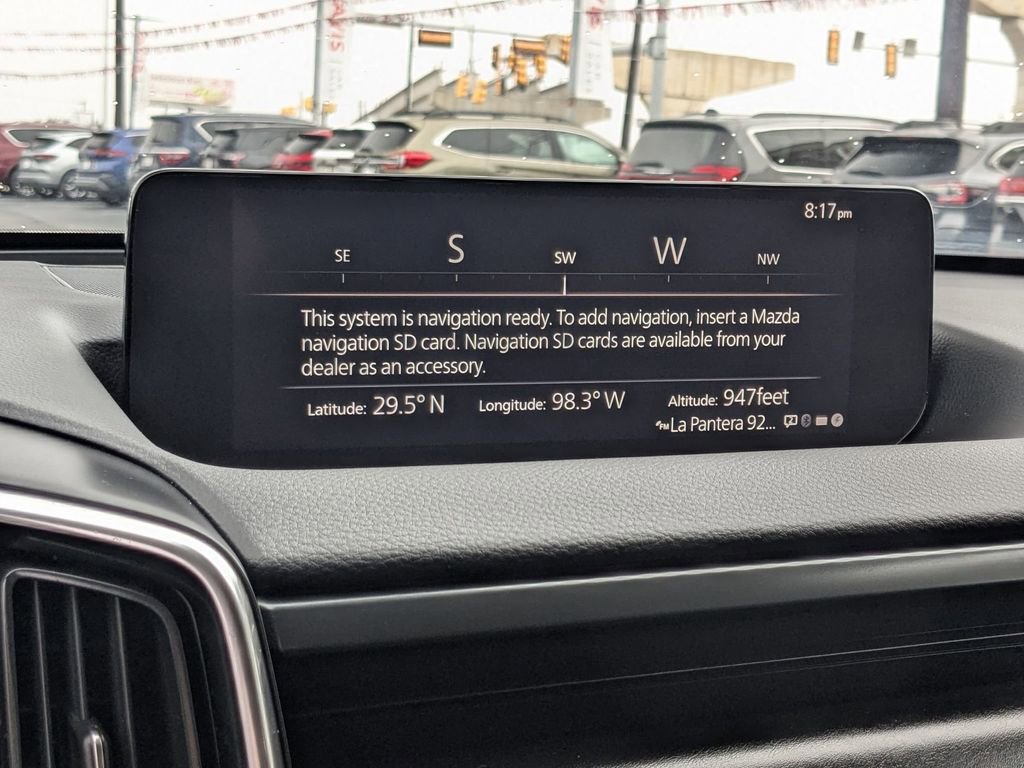 AVIS
8:17pm
SE S SW W NW
This system is navigation ready. To add navigation, insert a Mazda
navigation SD card. Navigation SD cards are available from your
dealer as an accessory.
Latitude: 29.5° N Longitude: 98.3° W Altitude: 947feet
FM La Pantera 92...